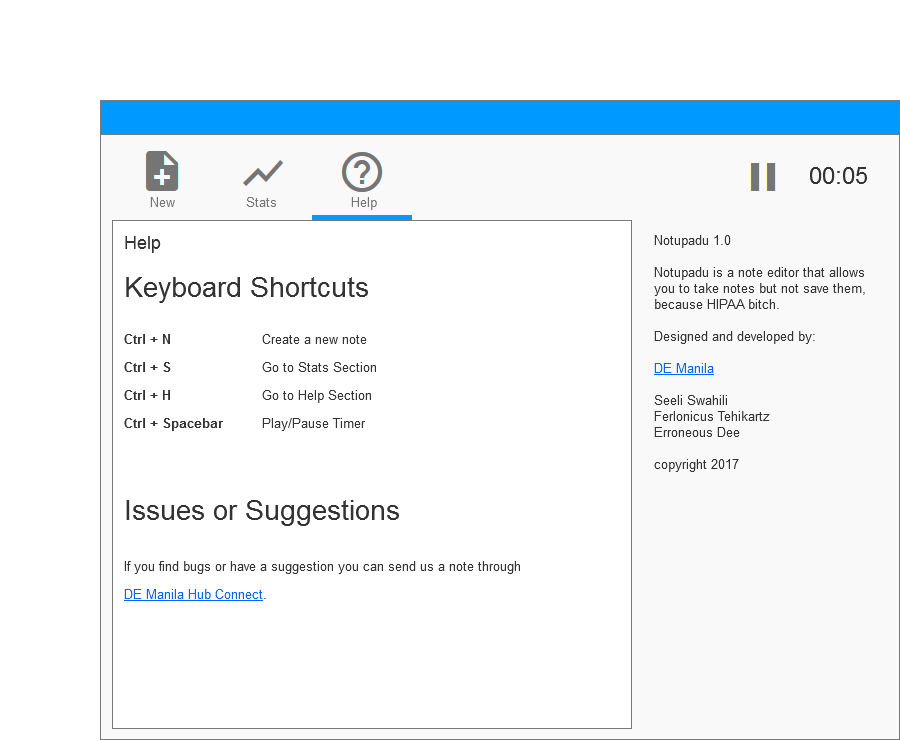 New
Stats
Help
00:05
Help
Keyboard Shortcuts
Ctrl + N Create a new note
Ctrl + S Go to Stats Section
Ctrl + H Go to Help Section
Ctrl + Spacebar Play/Pause Timer
Issues or Suggestions
If you find bugs or have a suggestion you can send us a note through
DE Manila Hub Connect.
Notupadu 1.0
Notupadu is a note editor that allows
you to take notes but not save them,
because HIPAA bitch.
Designed and developed by:
DE Manila
Seeli Swahili
Ferlonicus Tehikartz
Erroneous Dee
copyright 2017